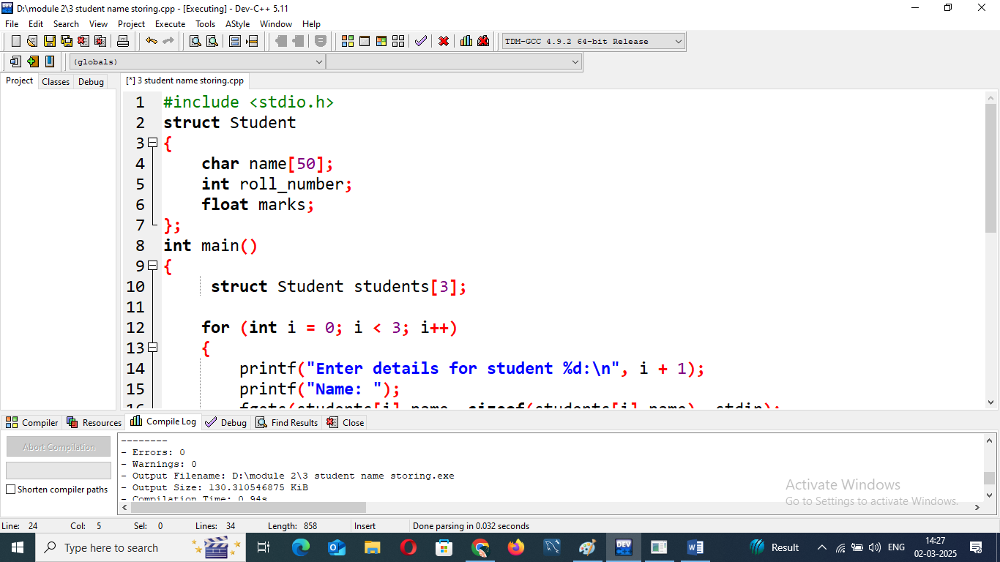 D:\module 2\3 student name storing.cpp - [Executing] - Dev-C++ 5.11
File Edit Search View Project Execute Tools AStyle Window Help
TDM-GCC 4.9.2 64-bit Release
(globals)
Project Classes Debug
[*] 3 student name storing.cpp
1 #include <stdio.h>
2 struct Student
3 {
4 char name[50];
5 int roll_number;
6 float marks;
7 };
8 int main()
9 {
10 struct Student students[3];
11
12 for (int i = 0; i < 3; i++)
13 {
14 printf("Enter details for student %d:\n", i + 1);
15 printf("Name: ");
16 fgets(students[i].name, sizeof(students[i].name), stdin);
Compiler Resources Compile Log Debug Find Results Close
Abort Compilation
Shorten compiler paths
--------
- Errors: 0
- Warnings: 0
- Output Filename: D:\module 2\3 student name storing.exe
- Output Size: 130.310546875 KiB
- Compilation Time: 0.94s
Activate Windows
Go to Settings to activate Windows.
Line: 24 Col: 5 Sel: 0 Lines: 34 Length: 858 Insert Done parsing in 0.032 seconds
Type here to search
DEV
Result
ENG
14:27
02-03-2025